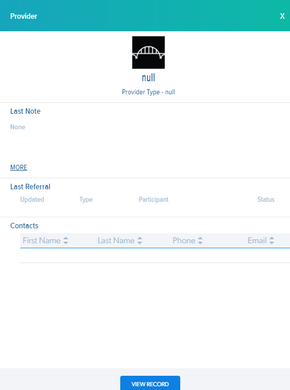 Provider X
null
Provider Type - null
Last Note
None
MORE
Last Referral
Updated Type Participant Status
Contacts
First Name Last Name Phone Email
VIEW RECORD